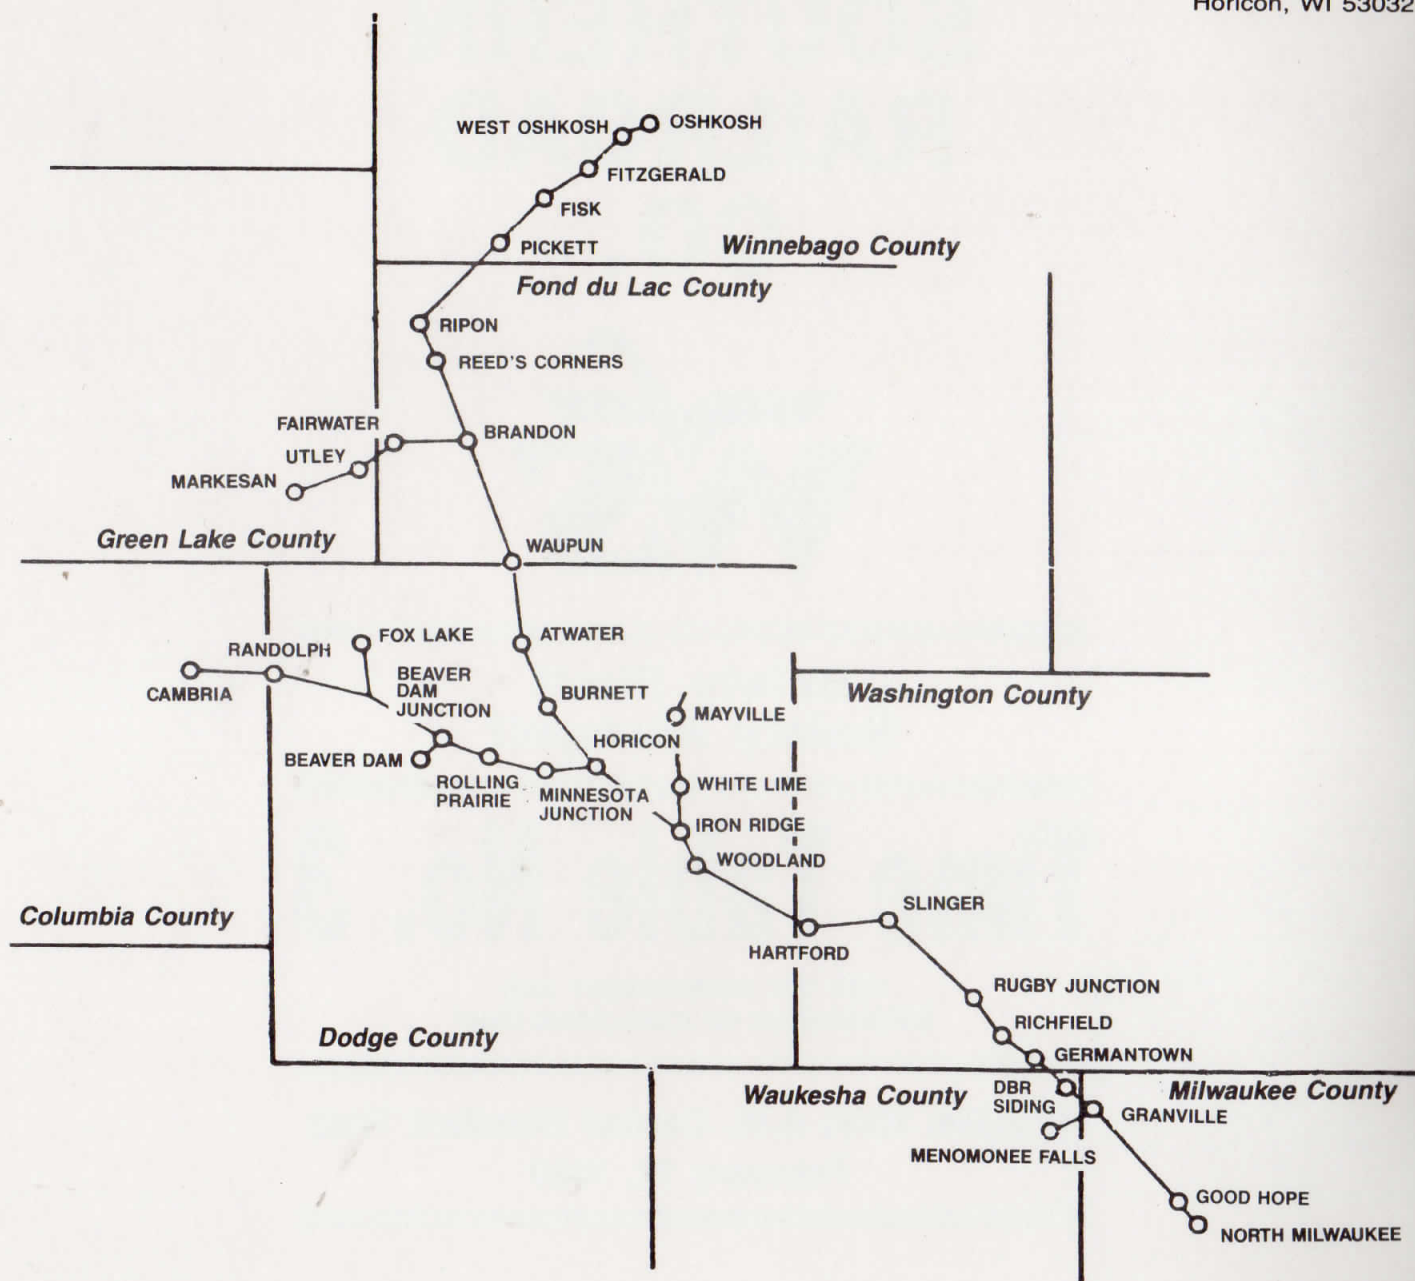 Horicon, WI 53032
WEST OSHKOSH
OSHKOSH
FITZGERALD
FISK
PICKETT
Winnebago County
Fond du Lac County
RIPON
REED'S CORNERS
FAIRWATER
BRANDON
UTLEY
MARKESAN
Green Lake County
WAUPUN
FOX LAKE
ATWATER
RANDOLPH
CAMBRIA
BEAVER
DAM
JUNCTION
BURNETT
Washington County
MAYVILLE
HORICON
BEAVER DAM
ROLLING
PRAIRIE
MINNESOTA
JUNCTION
WHITE LIME
IRON RIDGE
WOODLAND
Columbia County
SLINGER
HARTFORD
RUGBY JUNCTION
RICHFIELD
Dodge County
GERMANTOWN
Waukesha County
DBR
SIDING
Milwaukee County
GRANVILLE
MENOMONEE FALLS
GOOD HOPE
NORTH MILWAUKEE